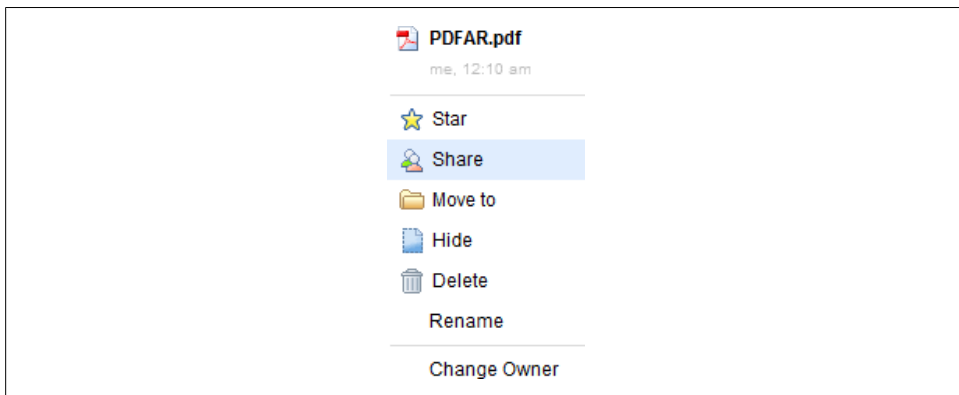 PDFAR.pdf
me, 12:10 am
Star
Share
Move to
Hide
Delete
Rename
Change Owner